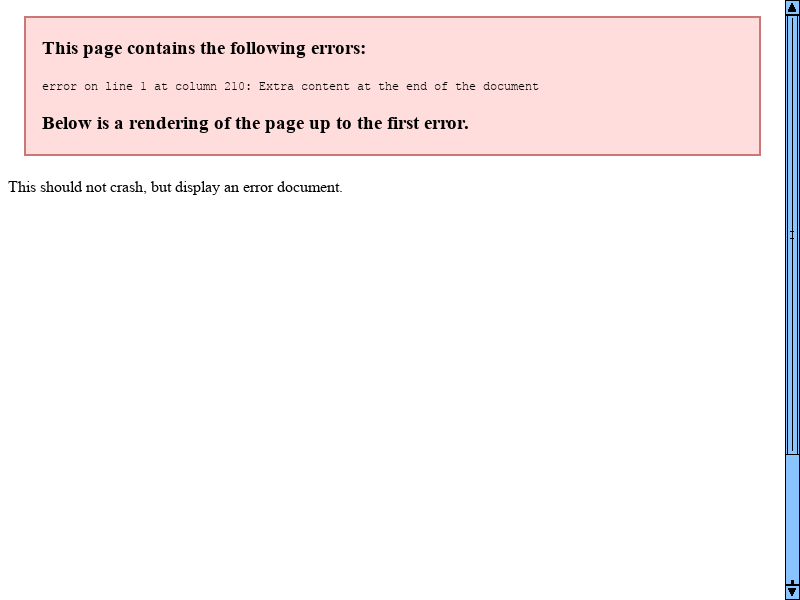 This page contains the following errors:
error on line 1 at column 210: Extra content at the end of the document
Below is a rendering of the page up to the first error.
This should not crash, but display an error document.